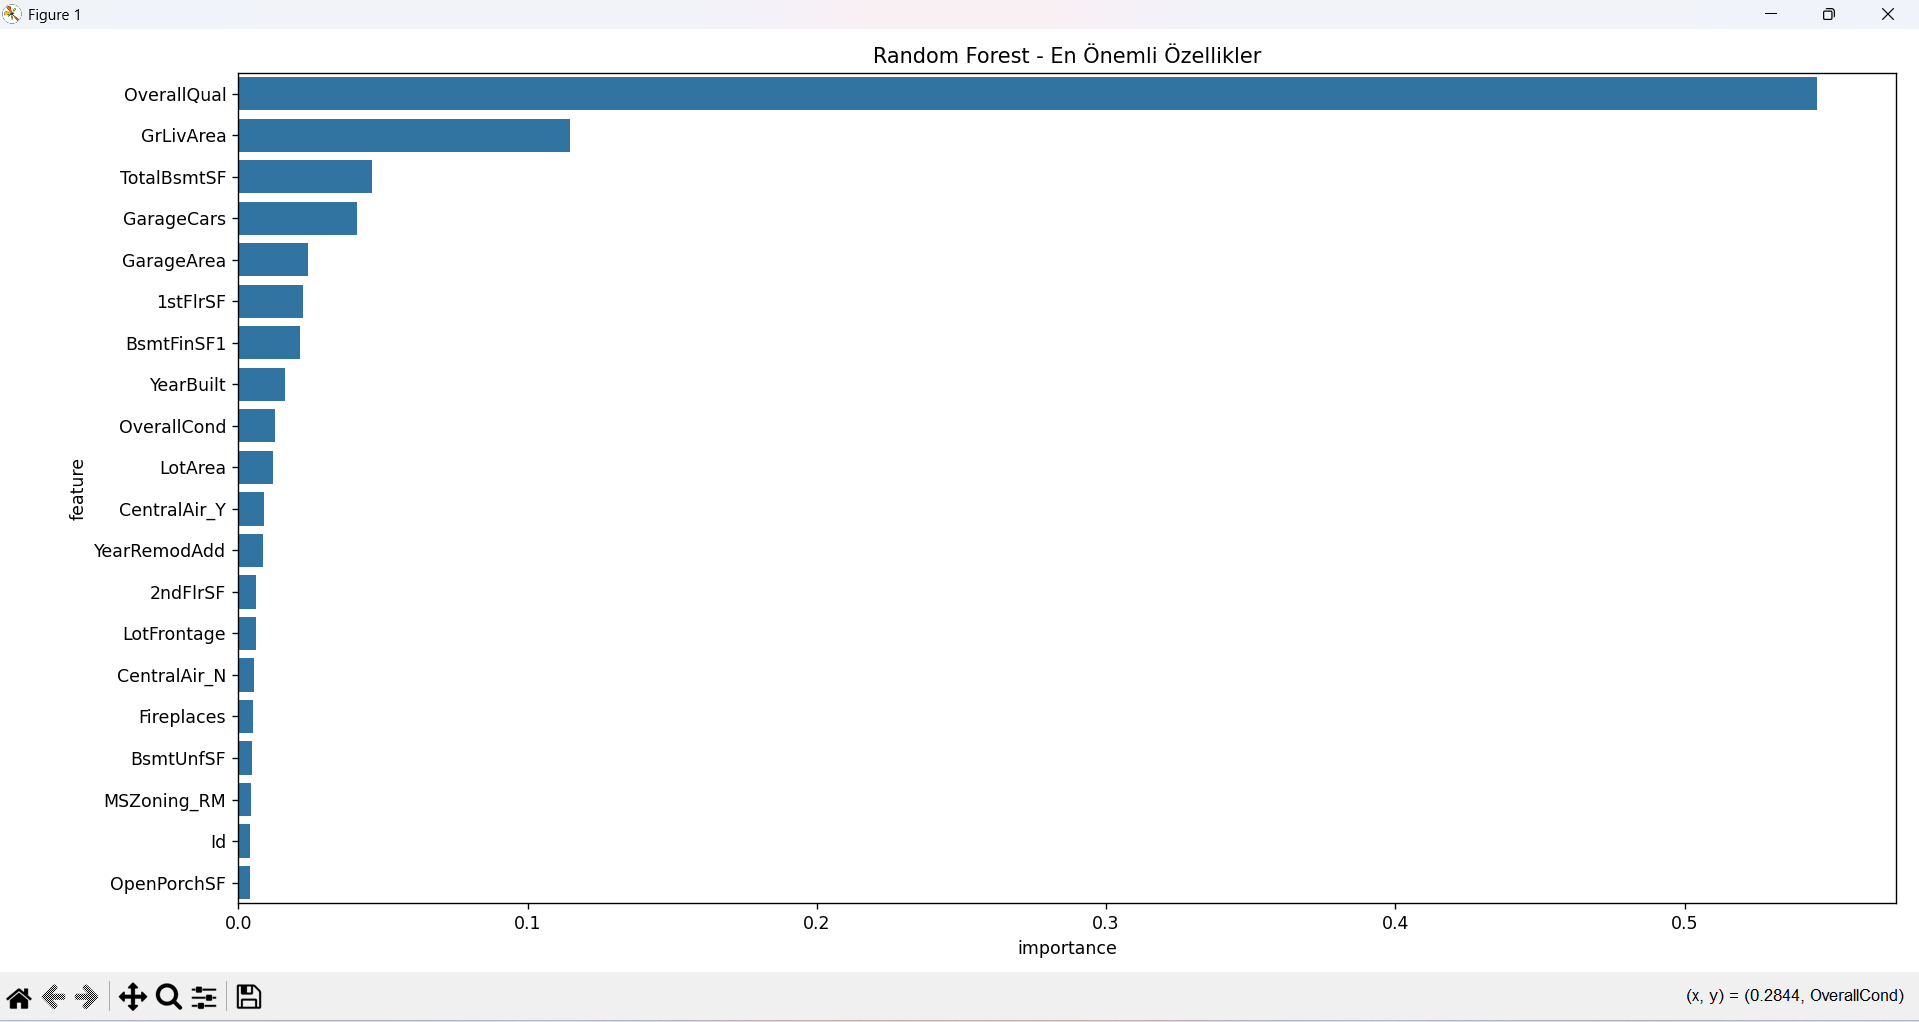 Figure 1
Random Forest - En Önemli Özellikler
OverallQual
GrLivArea
TotalBsmtSF
GarageCars
GarageArea
1stFlrSF
BsmtFinSF1
YearBuilt
OverallCond
LotArea
CentralAir_Y
YearRemodAdd
2ndFlrSF
LotFrontage
CentralAir_N
Fireplaces
BsmtUnfSF
MSZoning_RM
Id
OpenPorchSF
feature
0.0 0.1 0.2 0.3 0.4 0.5
importance
(x, y) = (0.2844, OverallCond)